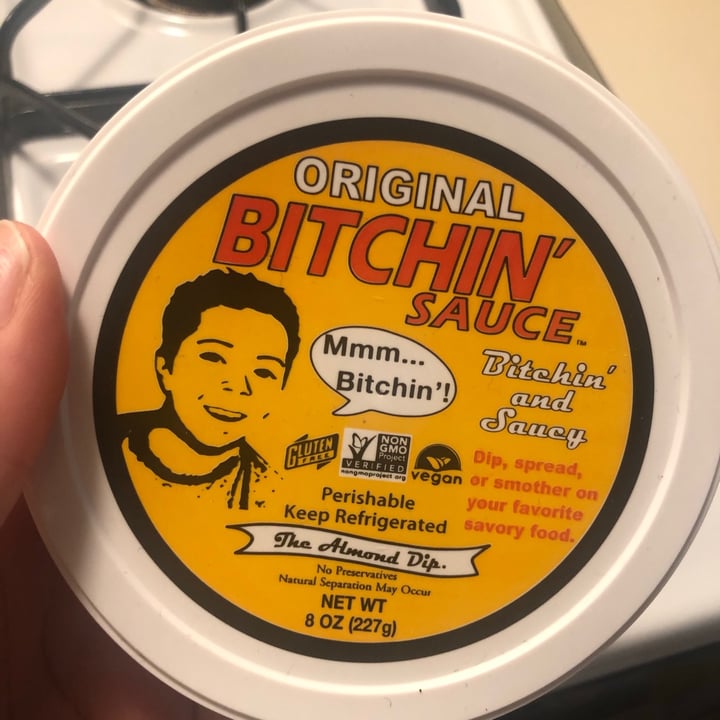 ORIGINAL
BITCHIN'
SAUCE™
Mmm...
Bitchin'!
Bitchin'
and
Saucy
GLUTEN
FREE
NON
GMO
Project
VERIFIED
nongmoproject.org
vegan
Dip, spread,
or smother on
your favorite
savory food.
Perishable
Keep Refrigerated
The Almond Dip.
No Preservatives
Natural Separation May Occur
NET WT
8 OZ (227g)